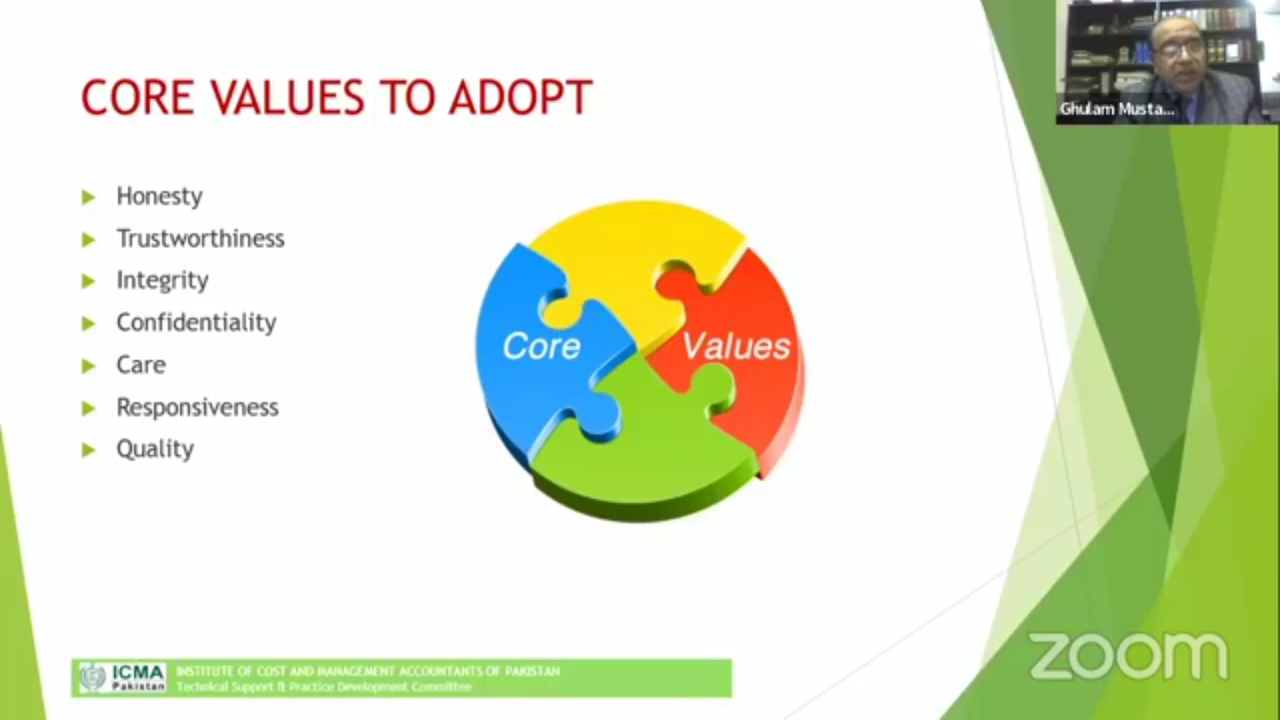 CORE VALUES TO ADOPT
Ghulam Musta...
Honesty
Trustworthiness
Integrity
Confidentiality
Care
Responsiveness
Quality
Core Values
ICMA
Pakistan
INSTITUTE OF COST AND MANAGEMENT ACCOUNTANTS OF PAKISTAN
Technical Support & Practice Development Committee
zoom